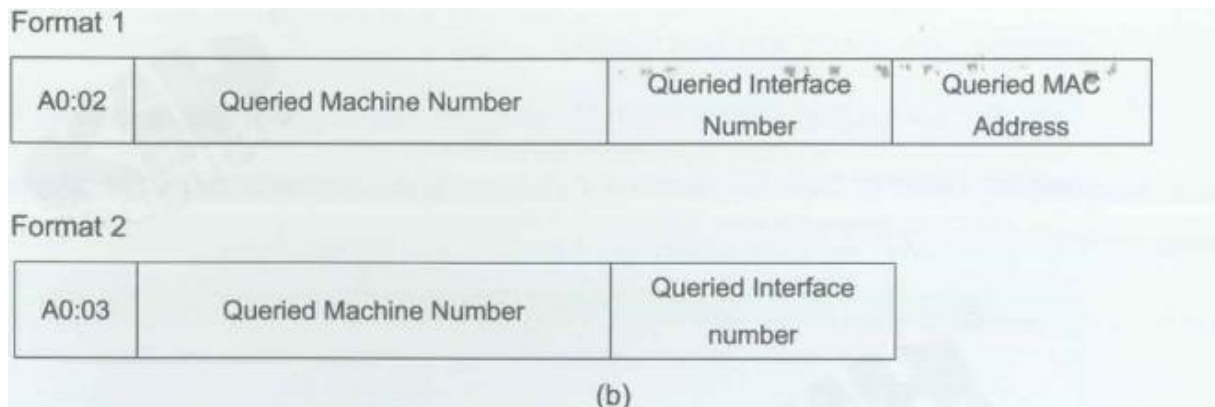 Format 1
A0:02
Queried Machine Number
Queried Interface
Number
Queried MAC
Address
Format 2
A0:03
Queried Machine Number
Queried Interface
number
(b)